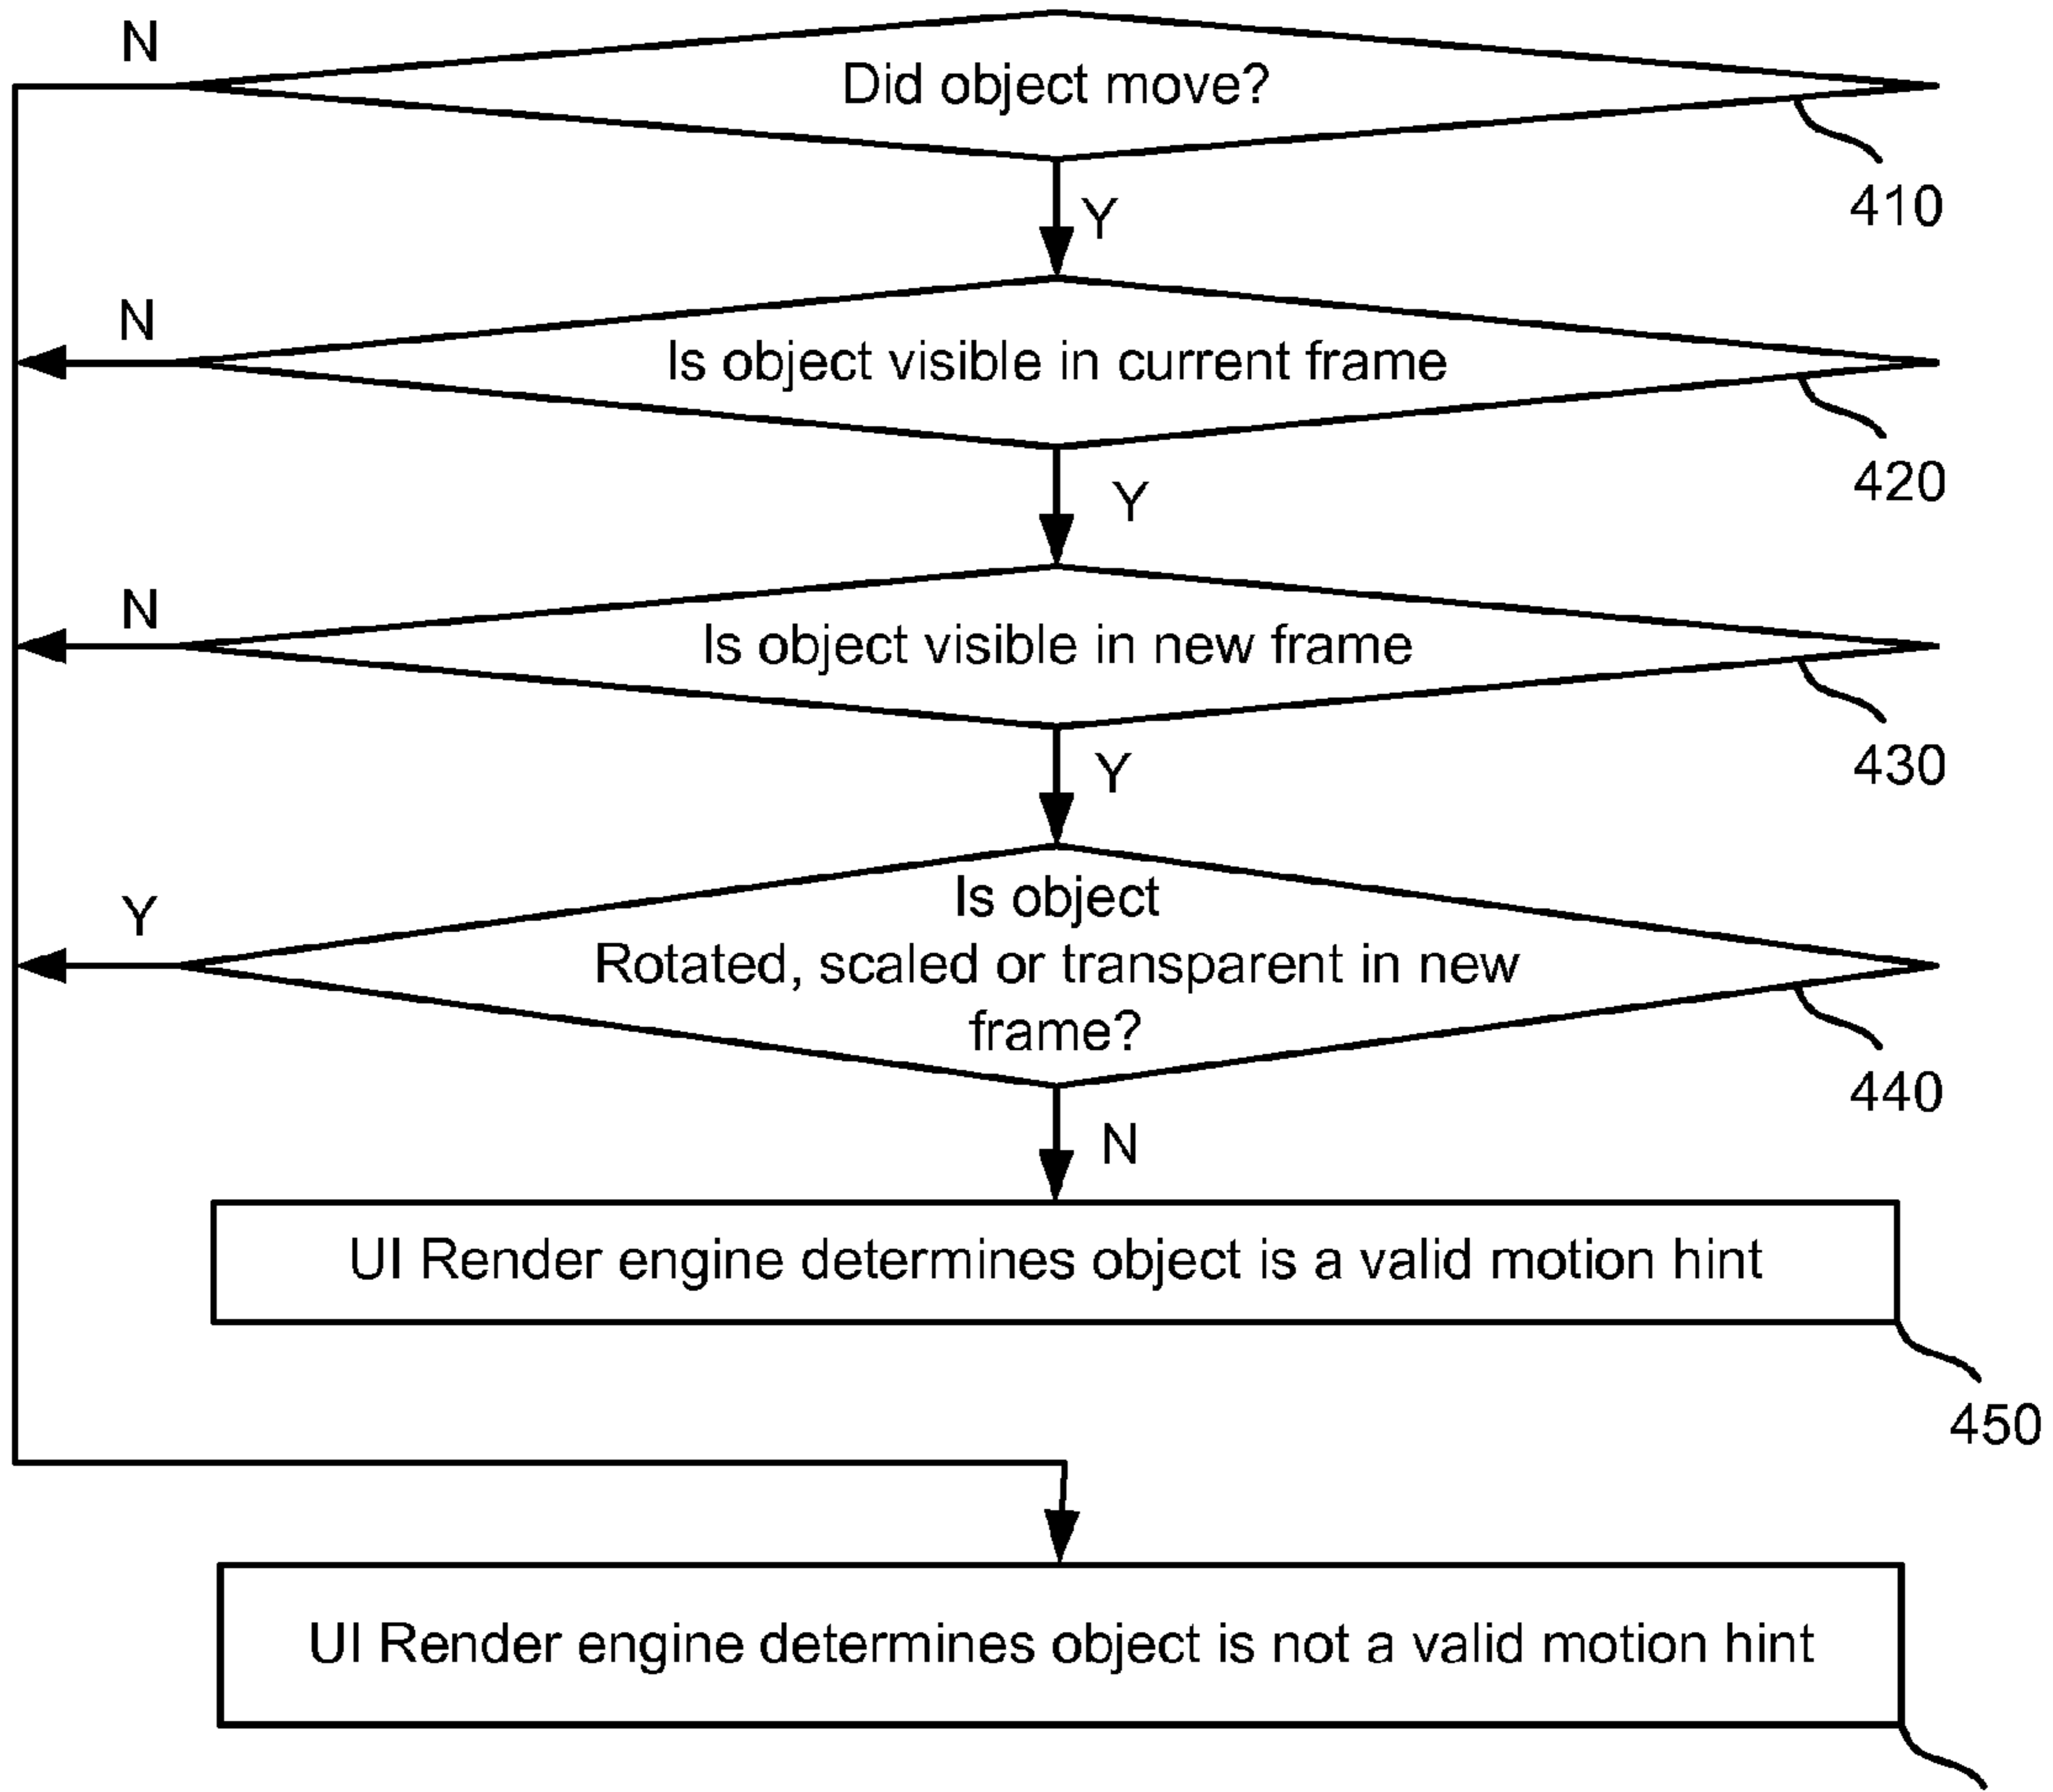 N
Did object move?
410
Y
N
Is object visible in current frame
420
Y
N
Is object visible in new frame
430
Y
Is object
Y
Rotated, scaled or transparent in new
frame?
440
N
UI Render engine determines object is a valid motion hint
450
UI Render engine determines object is not a valid motion hint